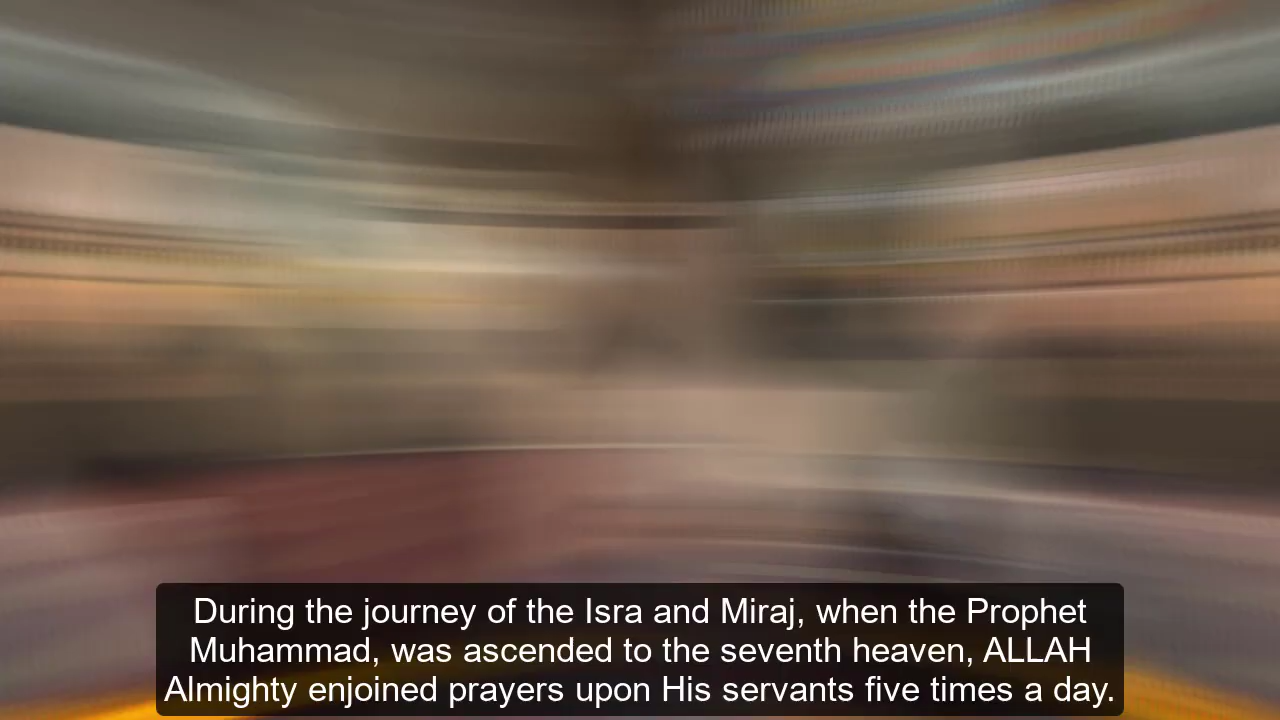 During the journey of the Isra and Miraj, when the Prophet
Muhammad, was ascended to the seventh heaven, ALLAH
Almighty enjoined prayers upon His servants five times a day.